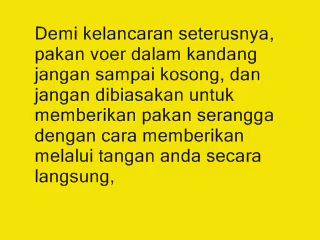 Demi kelancaran seterusnya,
pakan voer dalam kandang
jangan sampai kosong, dan
jangan dibiasakan untuk
memberikan pakan serangga
dengan cara memberikan
melalui tangan anda secara
langsung,